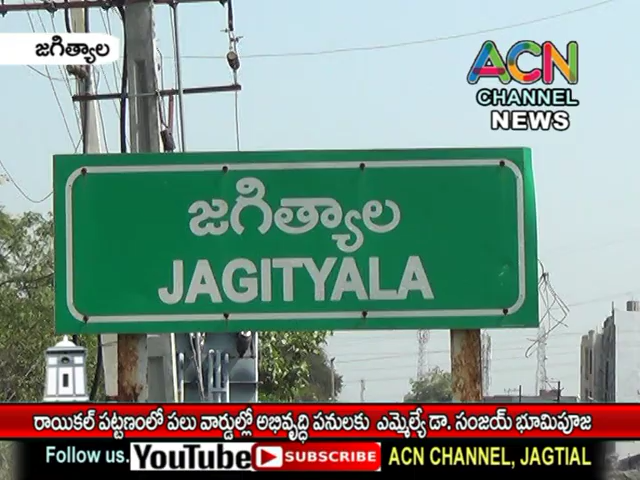 జగిత్యాల
ACN
CHANNEL
NEWS
జగిత్యాల
JAGITYALA
రాయికల్ పట్టణంలో పలు వార్డుల్లో అభివృద్ధి పనులకు ఎమ్మెల్యే డా. సంజయ్ భూమిపూజ
Follow us. YouTube SUBSCRIBE ACN CHANNEL, JAGTIAL